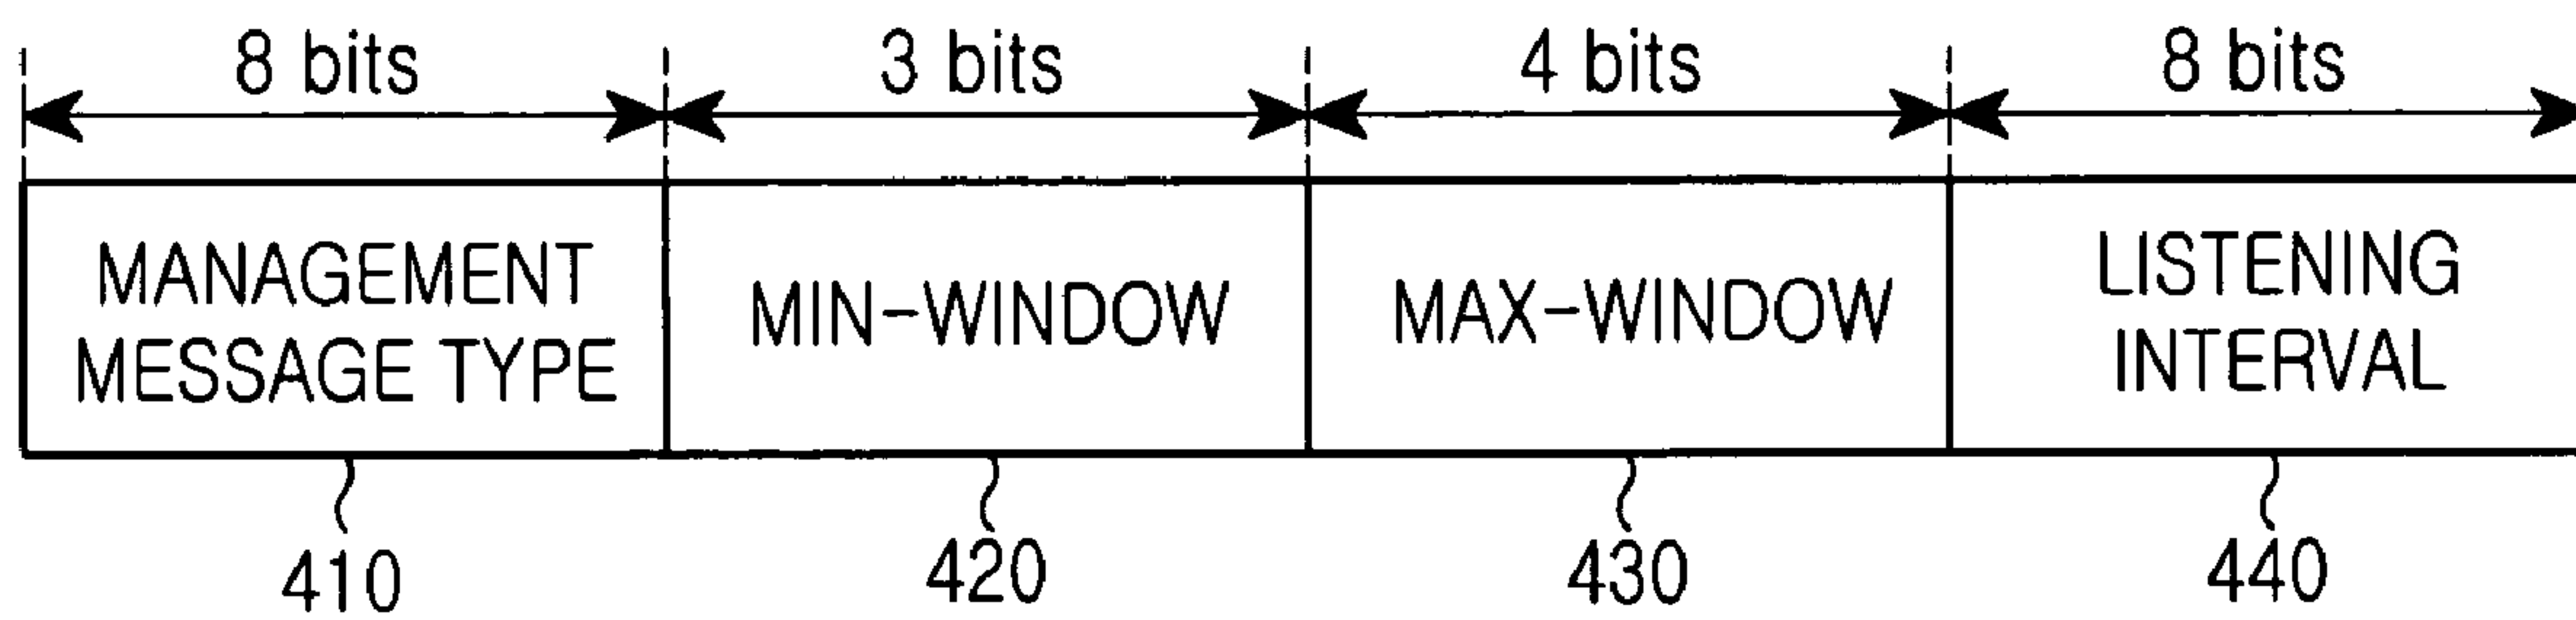 8 bits 3 bits 4 bits 8 bits
MANAGEMENT
MESSAGE TYPE
MIN-WINDOW
MAX-WINDOW
LISTENING
INTERVAL
410 420 430 440